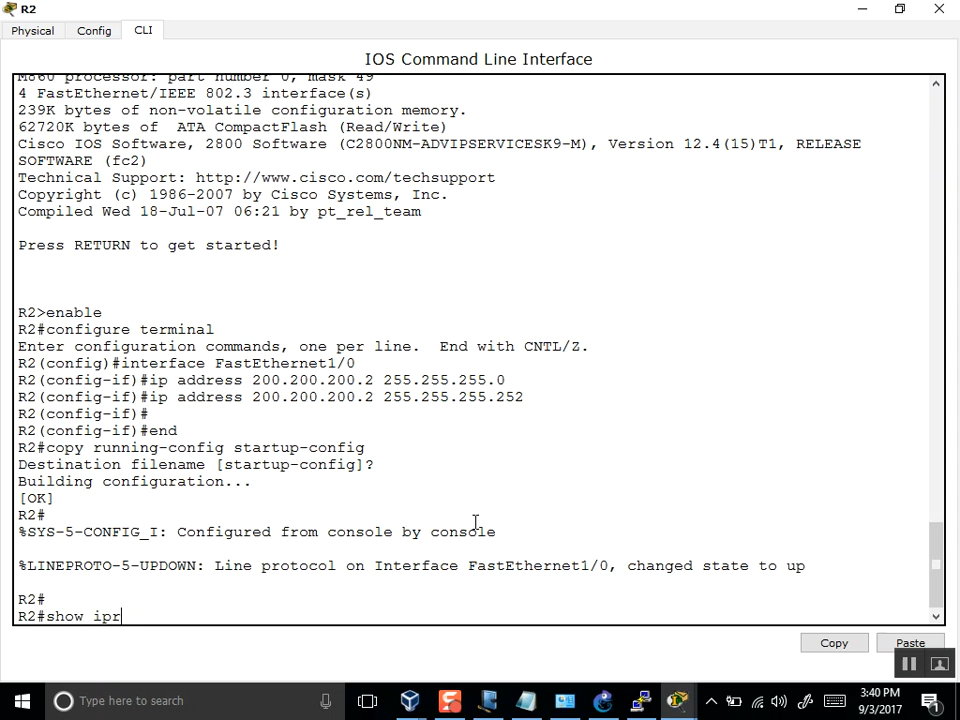 R2
Physical
Config
CLI
IOS Command Line Interface
M860 processor: part number 0, mask 49
4 FastEthernet/IEEE 802.3 interface(s)
239K bytes of non-volatile configuration memory.
62720K bytes of  ATA CompactFlash (Read/Write)
Cisco IOS Software, 2800 Software (C2800NM-ADVIPSERVICESK9-M), Version 12.4(15)T1, RELEASE
SOFTWARE (fc2)
Technical Support: http://www.cisco.com/techsupport
Copyright (c) 1986-2007 by Cisco Systems, Inc.
Compiled Wed 18-Jul-07 06:21 by pt_rel_team
Press RETURN to get started!
R2>enable
R2#configure terminal
Enter configuration commands, one per line.  End with CNTL/Z.
R2(config)#interface FastEthernet1/0
R2(config-if)#ip address 200.200.200.2 255.255.255.0
R2(config-if)#ip address 200.200.200.2 255.255.255.252
R2(config-if)#
R2(config-if)#end
R2#copy running-config startup-config
Destination filename [startup-config]?
Building configuration...
[OK]
R2#
%SYS-5-CONFIG_I: Configured from console by console
%LINEPROTO-5-UPDOWN: Line protocol on Interface FastEthernet1/0, changed state to up
R2#
R2#show ipr
Copy
Paste
Type here to search
3:40 PM
9/3/2017
1